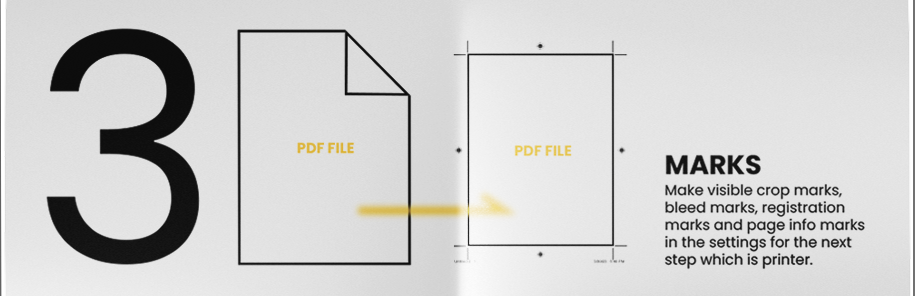 3
PDF FILE
PDF FILE
MARKS
Make visible crop marks,
bleed marks, registration
marks and page info marks
in the settings for the next
step which is printer.